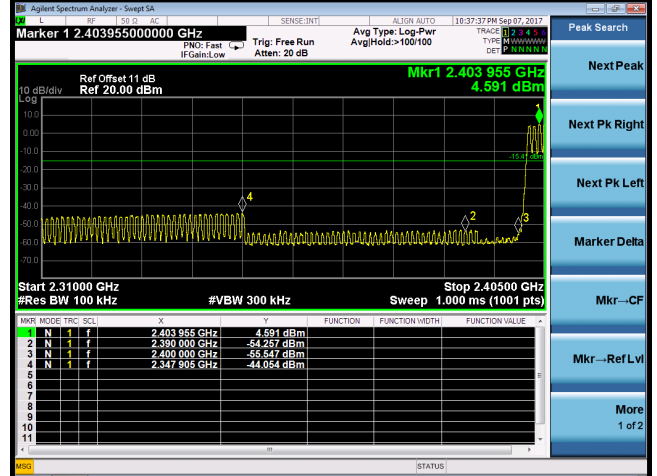 Agilent Spectrum Analyzer - Swept SA
LXI L RF 50 Ω AC SENSE:INT ALIGN AUTO 10:37:37 PM Sep 07, 2017
Marker 1 2.403955000000 GHz
PNO: Fast
IFGain:Low
Trig: Free Run
Atten: 20 dB
Avg Type: Log-Pwr
Avg|Hold:>100/100
TRACE 1 2 3 4 5 6
TYPE M WWWWW
DET P N N N N N
Peak Search
Ref Offset 11 dB
10 dB/div Ref 20.00 dBm
Log
Mkr1 2.403 955 GHz
4.591 dBm
Next Peak
10.0
0.00
-10.0
-20.0
-30.0
-40.0
-50.0
-60.0
-70.0
1
-15.41 dBm
4
2
3
Next Pk Right
Next Pk Left
Marker Delta
Start 2.31000 GHz Stop 2.40500 GHz
#Res BW 100 kHz #VBW 300 kHz Sweep 1.000 ms (1001 pts)
Mkr→CF
MKR MODE TRC SCL X Y FUNCTION FUNCTION WIDTH FUNCTION VALUE
1 N 1 f 2.403 955 GHz 4.591 dBm
2 N 1 f 2.390 000 GHz -54.257 dBm
3 N 1 f 2.400 000 GHz -55.547 dBm
4 N 1 f 2.347 905 GHz -44.054 dBm
5
6
7
8
9
10
11
Mkr→Ref Lvl
More
1 of 2
MSG STATUS